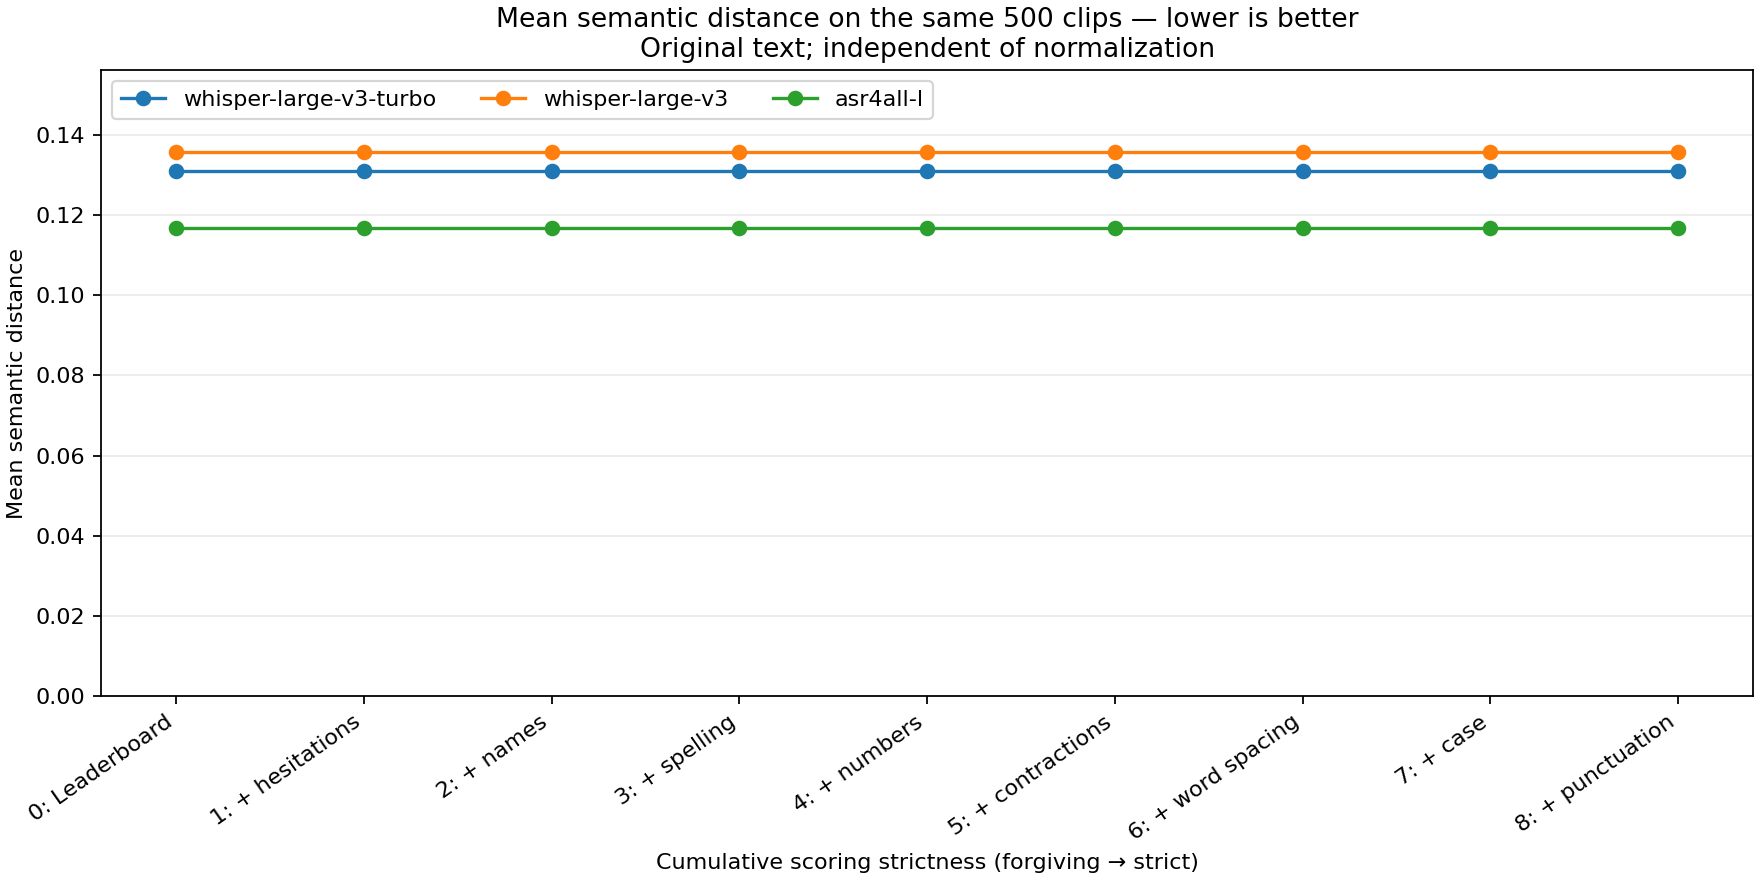 Mean semantic distance on the same 500 clips — lower is better
Original text; independent of normalization
whisper-large-v3-turbo
whisper-large-v3
asr4all-l
Mean semantic distance
0.14
0.12
0.10
0.08
0.06
0.04
0.02
0.00
0: Leaderboard
1: + hesitations
2: + names
3: + spelling
4: + numbers
5: + contractions
6: + word spacing
7: + case
8: + punctuation
Cumulative scoring strictness (forgiving → strict)